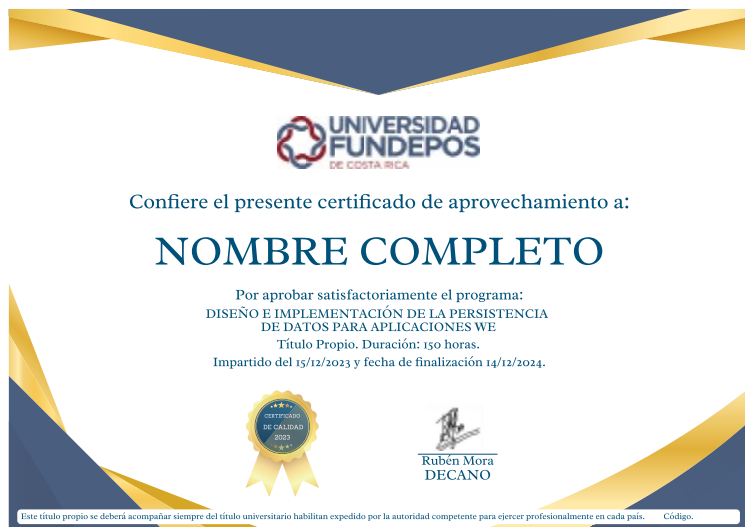 UNIVERSIDAD
FUNDEPOS
DE COSTA RICA
Confiere el presente certificado de aprovechamiento a:
NOMBRE COMPLETO
Por aprobar satisfactoriamente el programa:
DISEÑO E IMPLEMENTACIÓN DE LA PERSISTENCIA
DE DATOS PARA APLICACIONES WE
Título Propio. Duración: 150 horas.
Impartido del 15/12/2023 y fecha de finalización 14/12/2024.
CERTIFICADO
DE CALIDAD
2023
Rubén Mora
DECANO
Este título propio se deberá acompañar siempre del título universitario habilitan expedido por la autoridad competente para ejercer profesionalmente en cada país. Código.